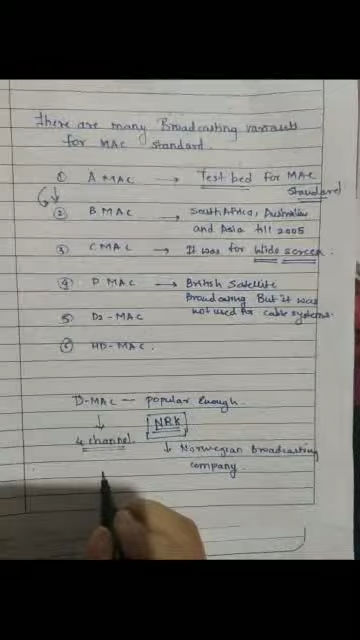 There are many Broadcasting variants
for MAC standard.
① A MAC → Test bed for MAC
standard
② B MAC → South Africa, Australia
and Asia till 2005
③ C MAC → It was for wide screen.
④ D MAC → British Satellite
Broadcasing But it was
not used for cable systems.
⑤ D2-MAC
⑥ HD-MAC.
D-MAC — popular enough.
↓
4 channel. NRK
↓ Norwegian Broadcasting
company.